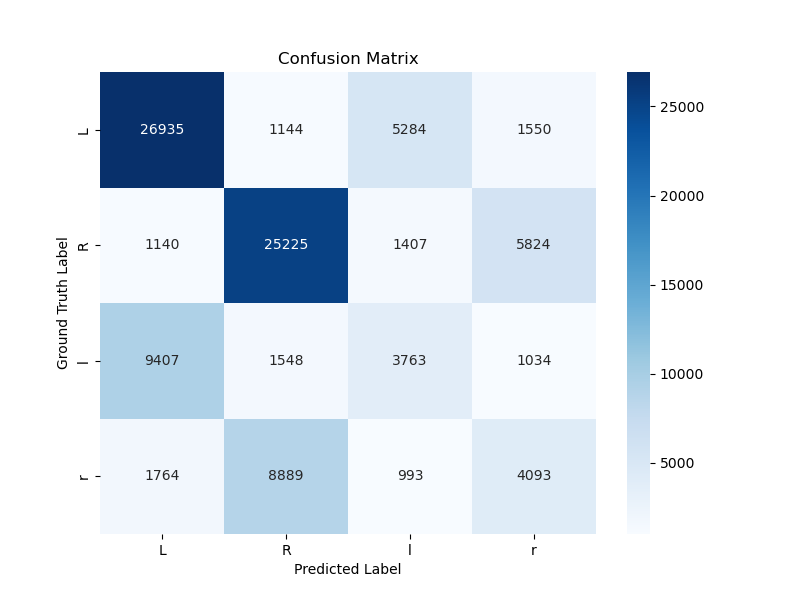 Confusion Matrix
Ground Truth Label
L 26935 1144 5284 1550
R 1140 25225 1407 5824
l 9407 1548 3763 1034
r 1764 8889 993 4093
L R l r
Predicted Label
25000
20000
15000
10000
5000